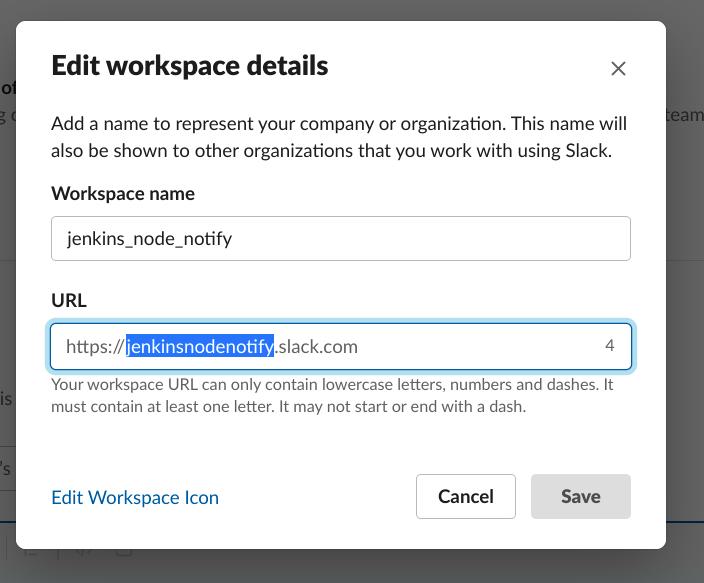 Edit workspace details
of
team
Add a name to represent your company or organization. This name will
also be shown to other organizations that you work with using Slack.
Workspace name
jenkins_node_notify
URL
https://jenkinsnodenotify.slack.com 4
Your workspace URL can only contain lowercase letters, numbers and dashes. It
must contain at least one letter. It may not start or end with a dash.
is
's
Edit Workspace Icon
Cancel
Save